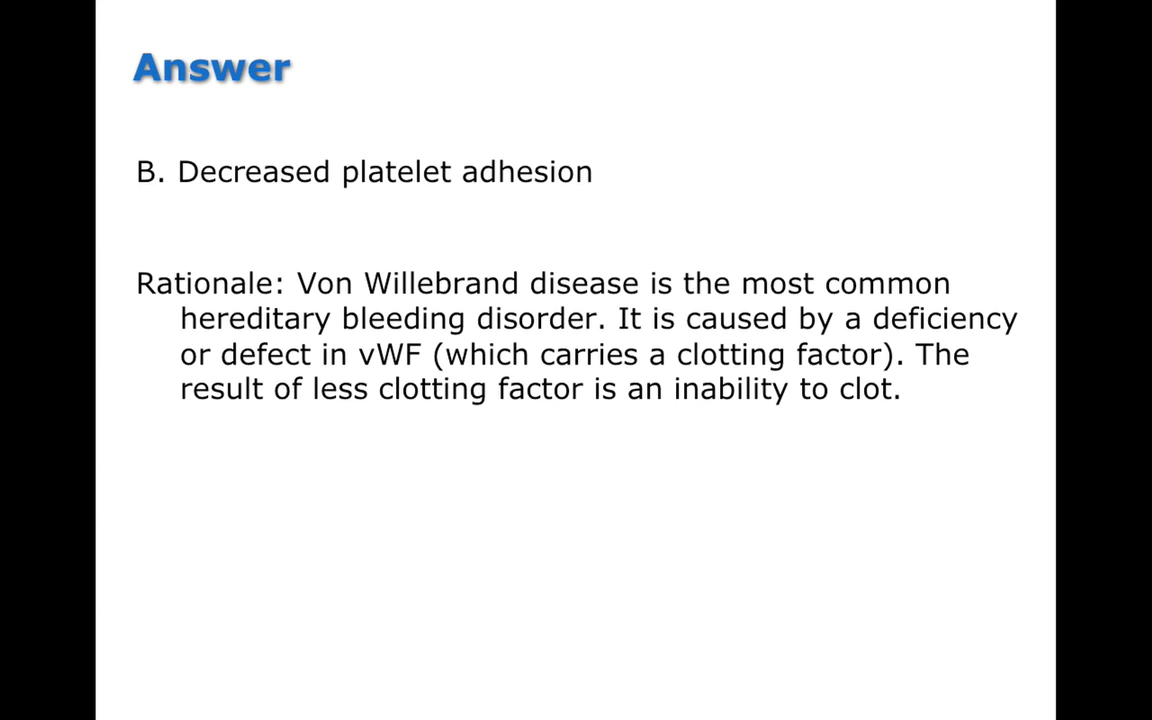 Answer
B. Decreased platelet adhesion
Rationale: Von Willebrand disease is the most common
hereditary bleeding disorder. It is caused by a deficiency
or defect in vWF (which carries a clotting factor). The
result of less clotting factor is an inability to clot.